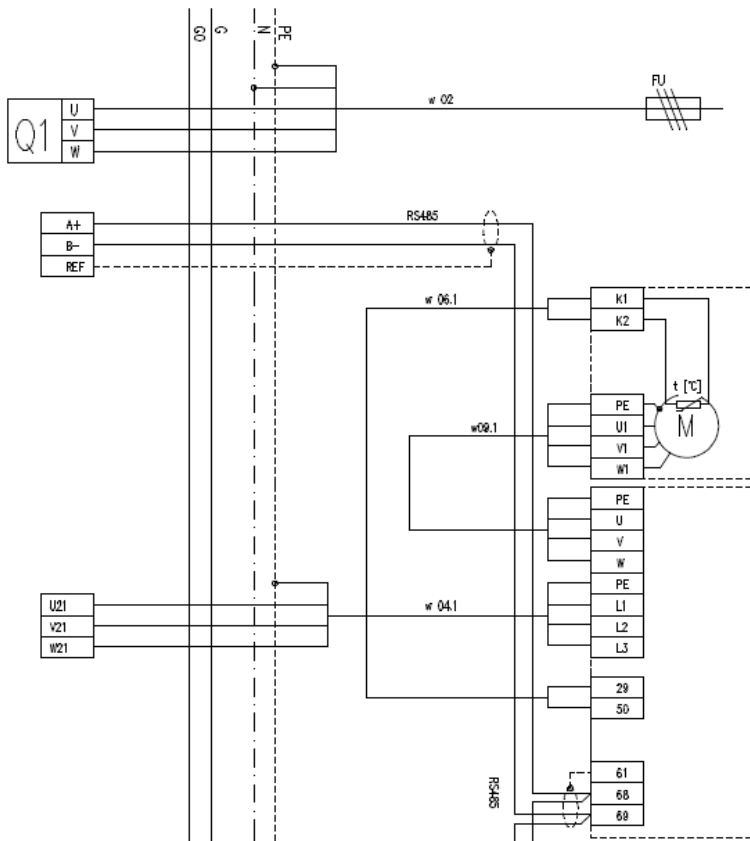 G0 G N PE
FU
w 02
Q1
U
V
W
RS485
A+
B-
REF
w 06.1
K1
K2
t [°C]
M
PE
U1
V1
W1
w09.1
PE
U
V
W
PE
L1
L2
L3
w 04.1
U21
V21
W21
29
50
RS485
61
68
69